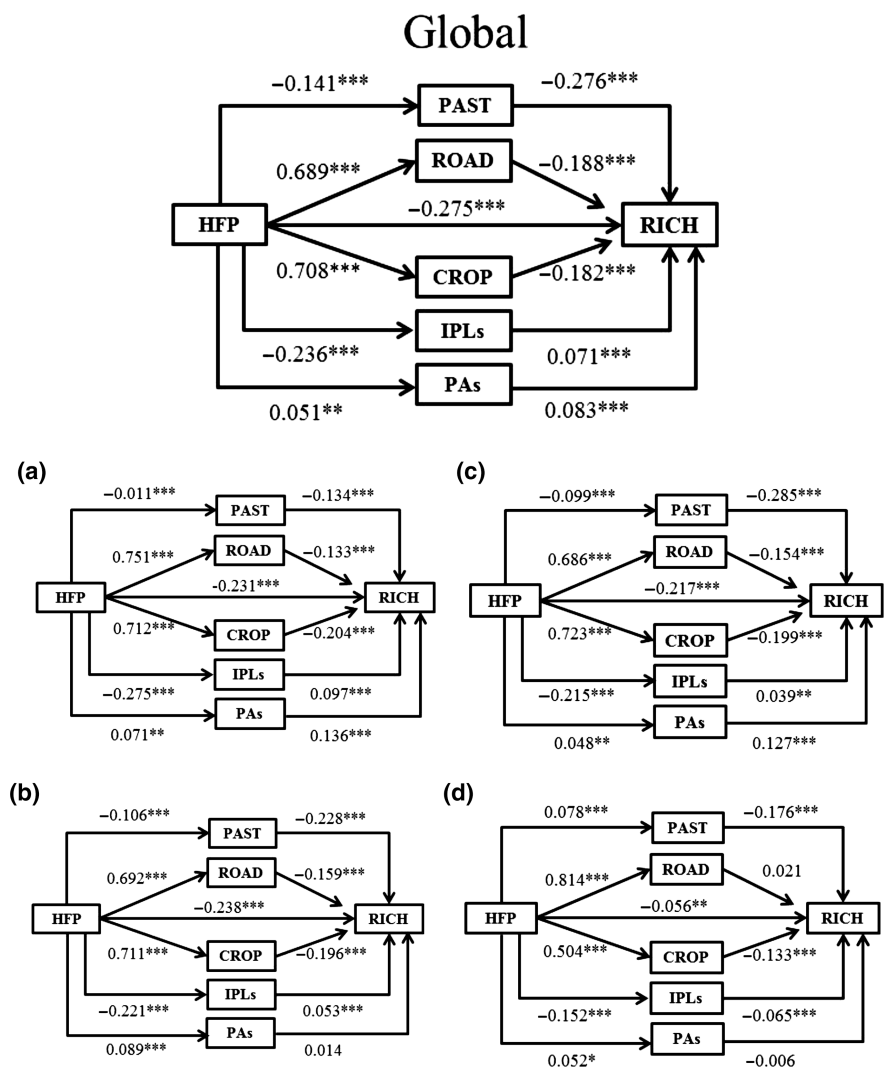 Global
−0.141*** −0.276***
PAST
ROAD
0.689*** −0.188***
−0.275***
HFP RICH
0.708*** −0.182***
CROP
IPLs
−0.236*** 0.071***
PAs
0.051** 0.083***
(a)
−0.011*** −0.134***
PAST
ROAD
0.751*** −0.133***
-0.231***
HFP RICH
0.712*** −0.204***
CROP
IPLs
−0.275*** 0.097***
PAs
0.071** 0.136***
(c)
−0.099*** −0.285***
PAST
ROAD
0.686*** −0.154***
−0.217***
HFP RICH
0.723*** −0.199***
CROP
IPLs
−0.215*** 0.039**
PAs
0.048** 0.127***
(b)
−0.106*** −0.228***
PAST
ROAD
0.692*** −0.159***
−0.238***
HFP RICH
0.711*** −0.196***
CROP
IPLs
−0.221*** 0.053***
PAs
0.089*** 0.014
(d)
0.078*** −0.176***
PAST
ROAD
0.814*** 0.021
−0.056**
HFP RICH
0.504*** −0.133***
CROP
IPLs
−0.152*** −0.065***
PAs
0.052* −0.006